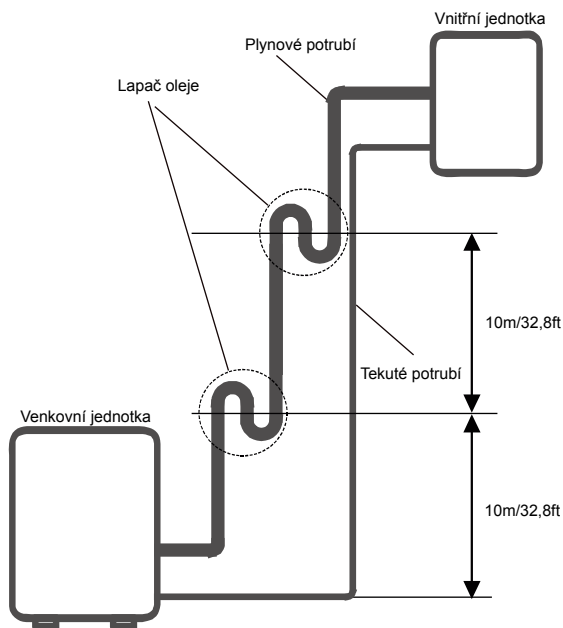 Vnitřní jednotka
Plynové potrubí
Lapač oleje
10m/32,8ft
Tekuté potrubí
Venkovní jednotka
10m/32,8ft